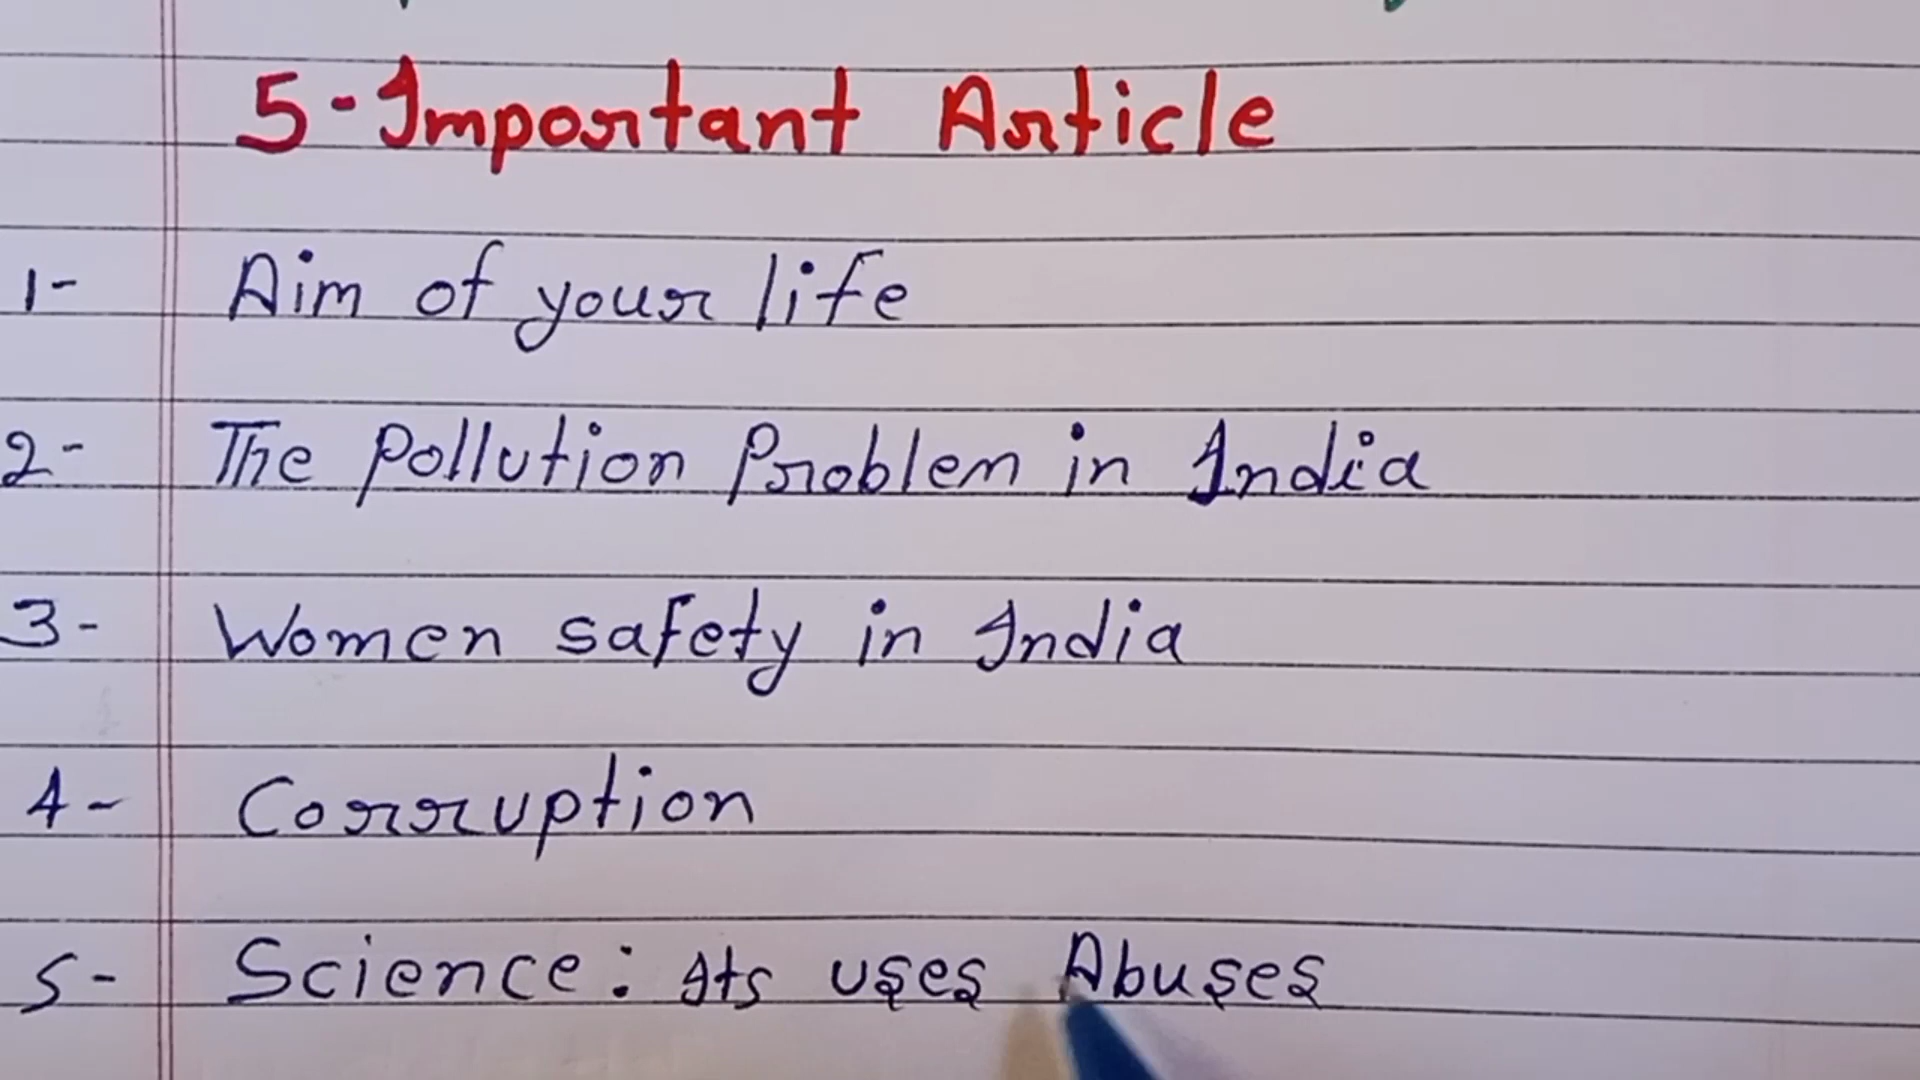 5-Important Article
1- Aim of your life
2- The Pollution Problem in India
3- Women safety in India
4- Corruption
5- Science: Its uses Abuses